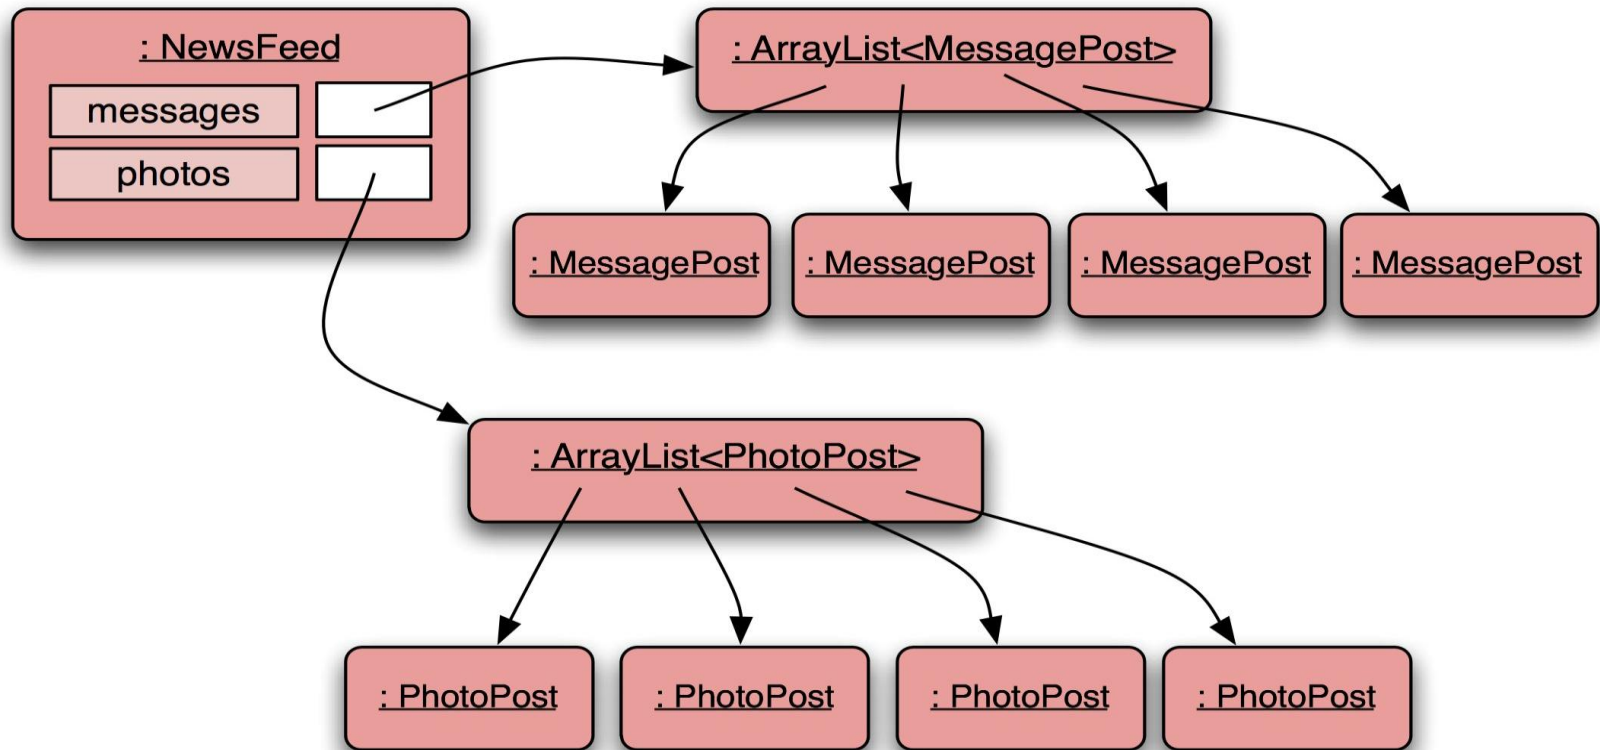 : NewsFeed
messages
photos
: ArrayList<MessagePost>
: MessagePost
: MessagePost
: MessagePost
: MessagePost
: ArrayList<PhotoPost>
: PhotoPost
: PhotoPost
: PhotoPost
: PhotoPost